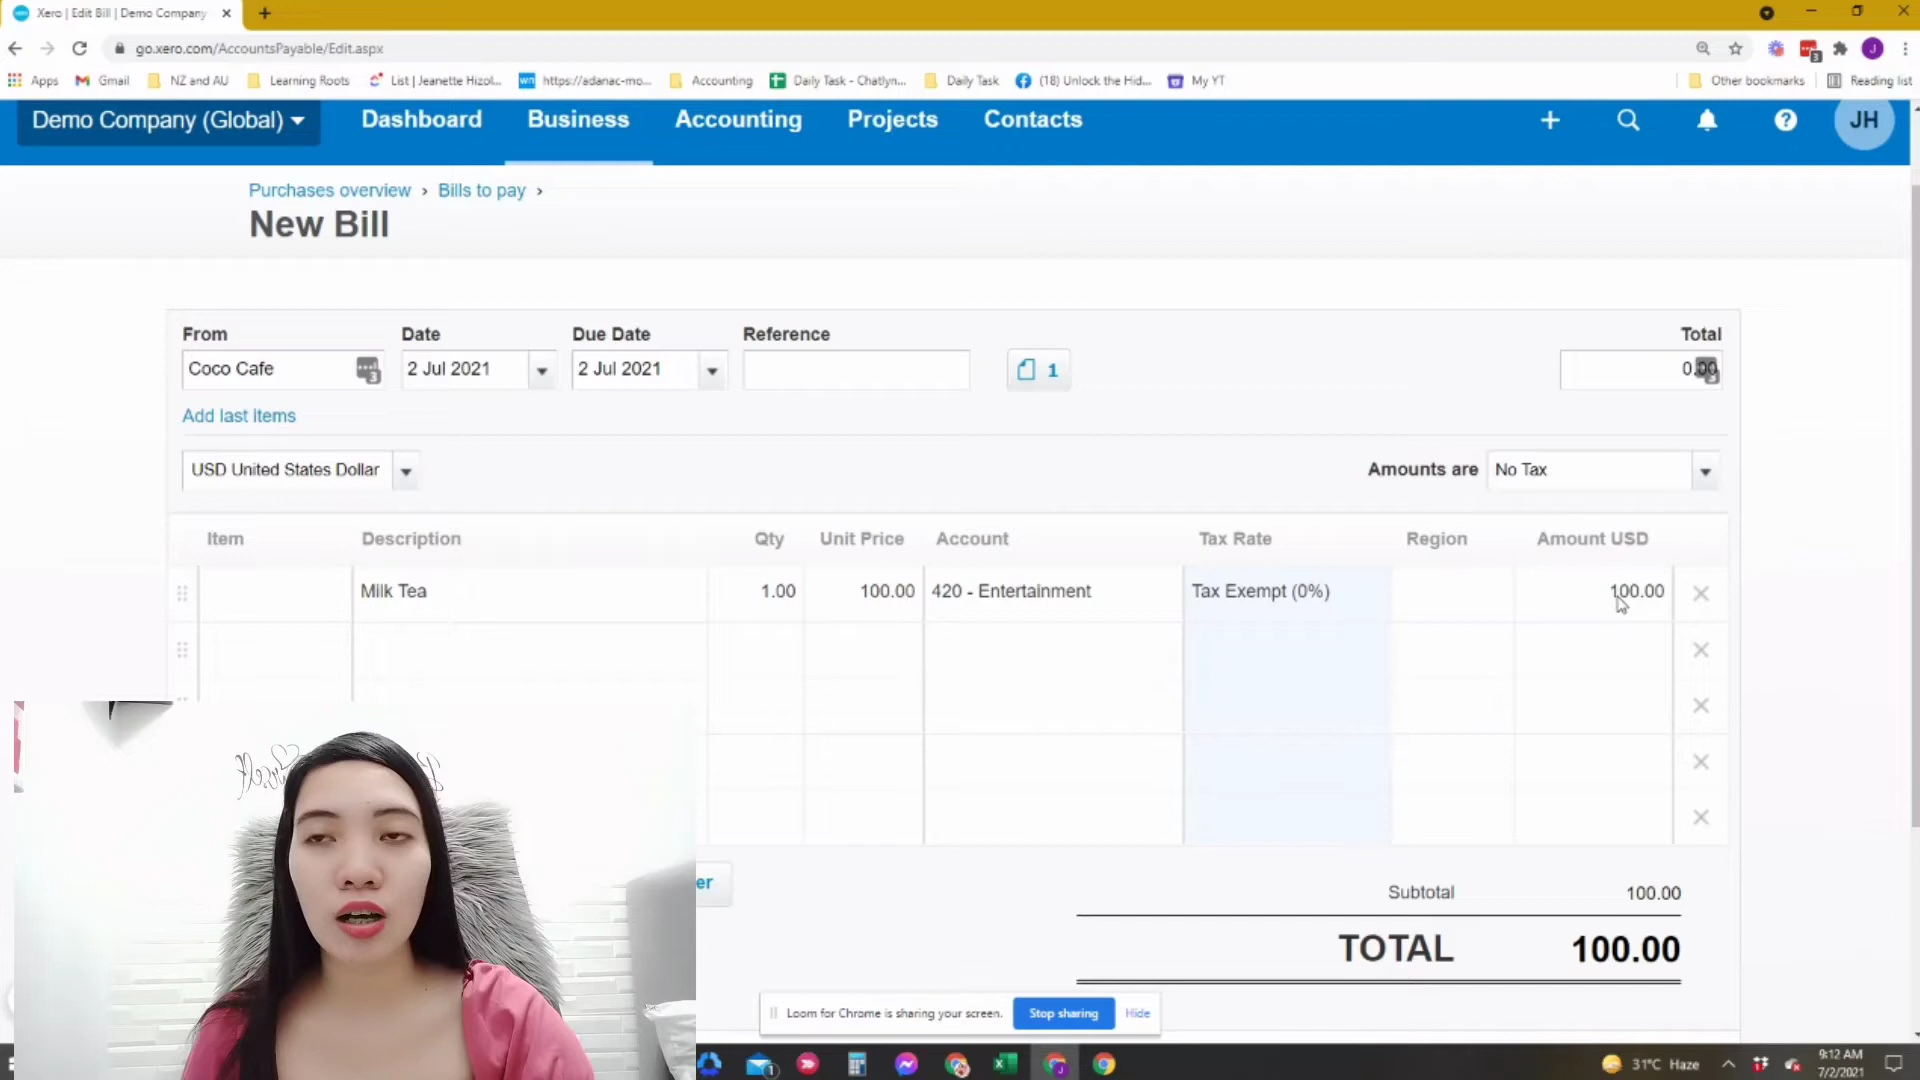 Xero | Edit Bill | Demo Company
go.xero.com/AccountsPayable/Edit.aspx
Apps Gmail NZ and AU Learning Roots List | Jeanette Hizol... https://adanac-mo... Accounting Daily Task - Chatlyn... Daily Task (18) Unlock the Hid... My YT Other bookmarks Reading list
Demo Company (Global) Dashboard Business Accounting Projects Contacts JH
Purchases overview › Bills to pay ›
New Bill
From Date Due Date Reference Total
Coco Cafe 2 Jul 2021 2 Jul 2021 1 0.00
Add last items
USD United States Dollar Amounts are No Tax
Item Description Qty Unit Price Account Tax Rate Region Amount USD
Milk Tea 1.00 100.00 420 - Entertainment Tax Exempt (0%) 100.00
er
Subtotal 100.00
TOTAL 100.00
Loom for Chrome is sharing your screen. Stop sharing Hide
31°C Haze 9:12 AM
7/2/2021